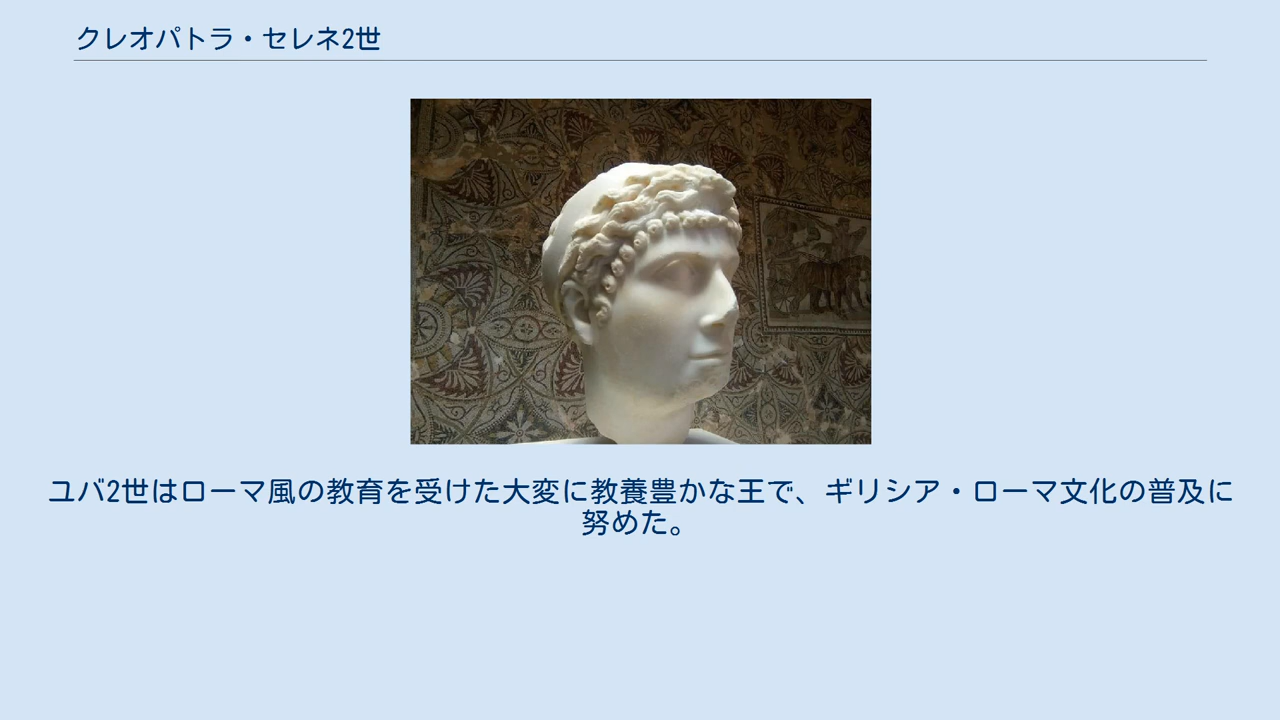 クレオパトラ・セレネ2世
ユバ2世はローマ風の教育を受けた大変に教養豊かな王で、ギリシア・ローマ文化の普及に
努めた。